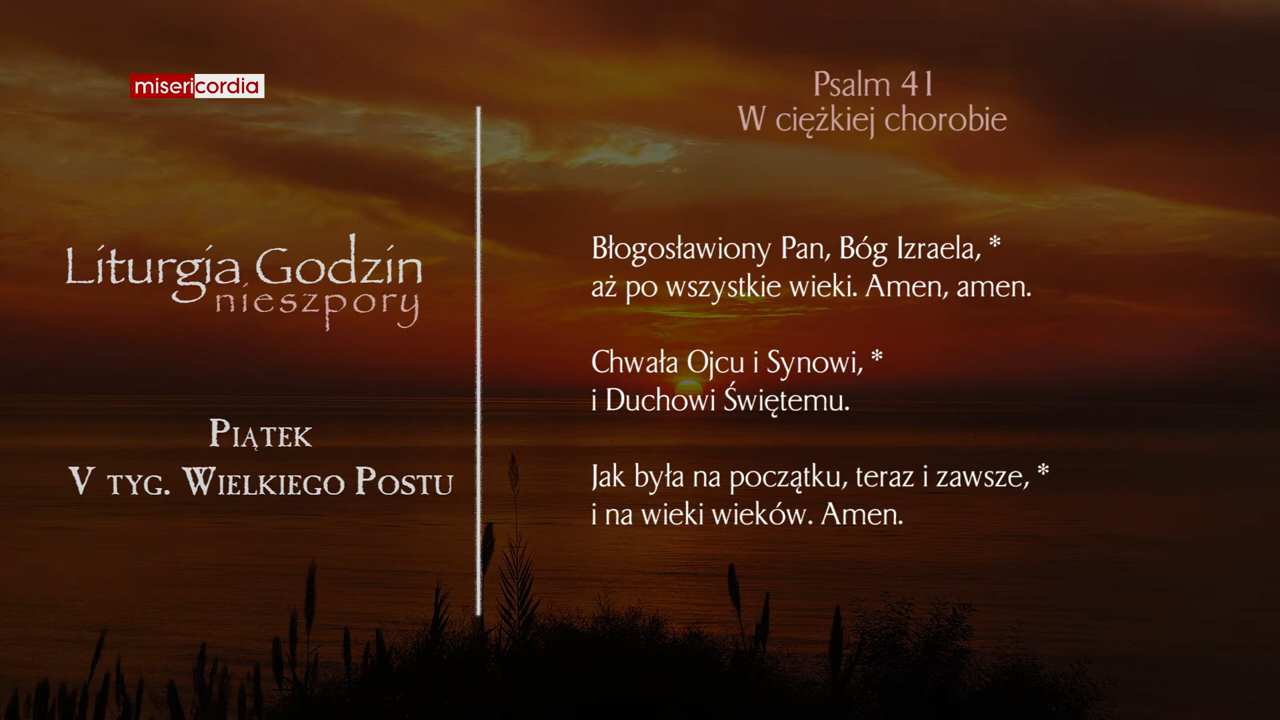 misericordia
Liturgia Godzin
nieszpory
Piątek
V tyg. Wielkiego Postu
Psalm 41
W ciężkiej chorobie
Błogosławiony Pan, Bóg Izraela, *
aż po wszystkie wieki. Amen, amen.
Chwała Ojcu i Synowi, *
i Duchowi Świętemu.
Jak była na początku, teraz i zawsze, *
i na wieki wieków. Amen.